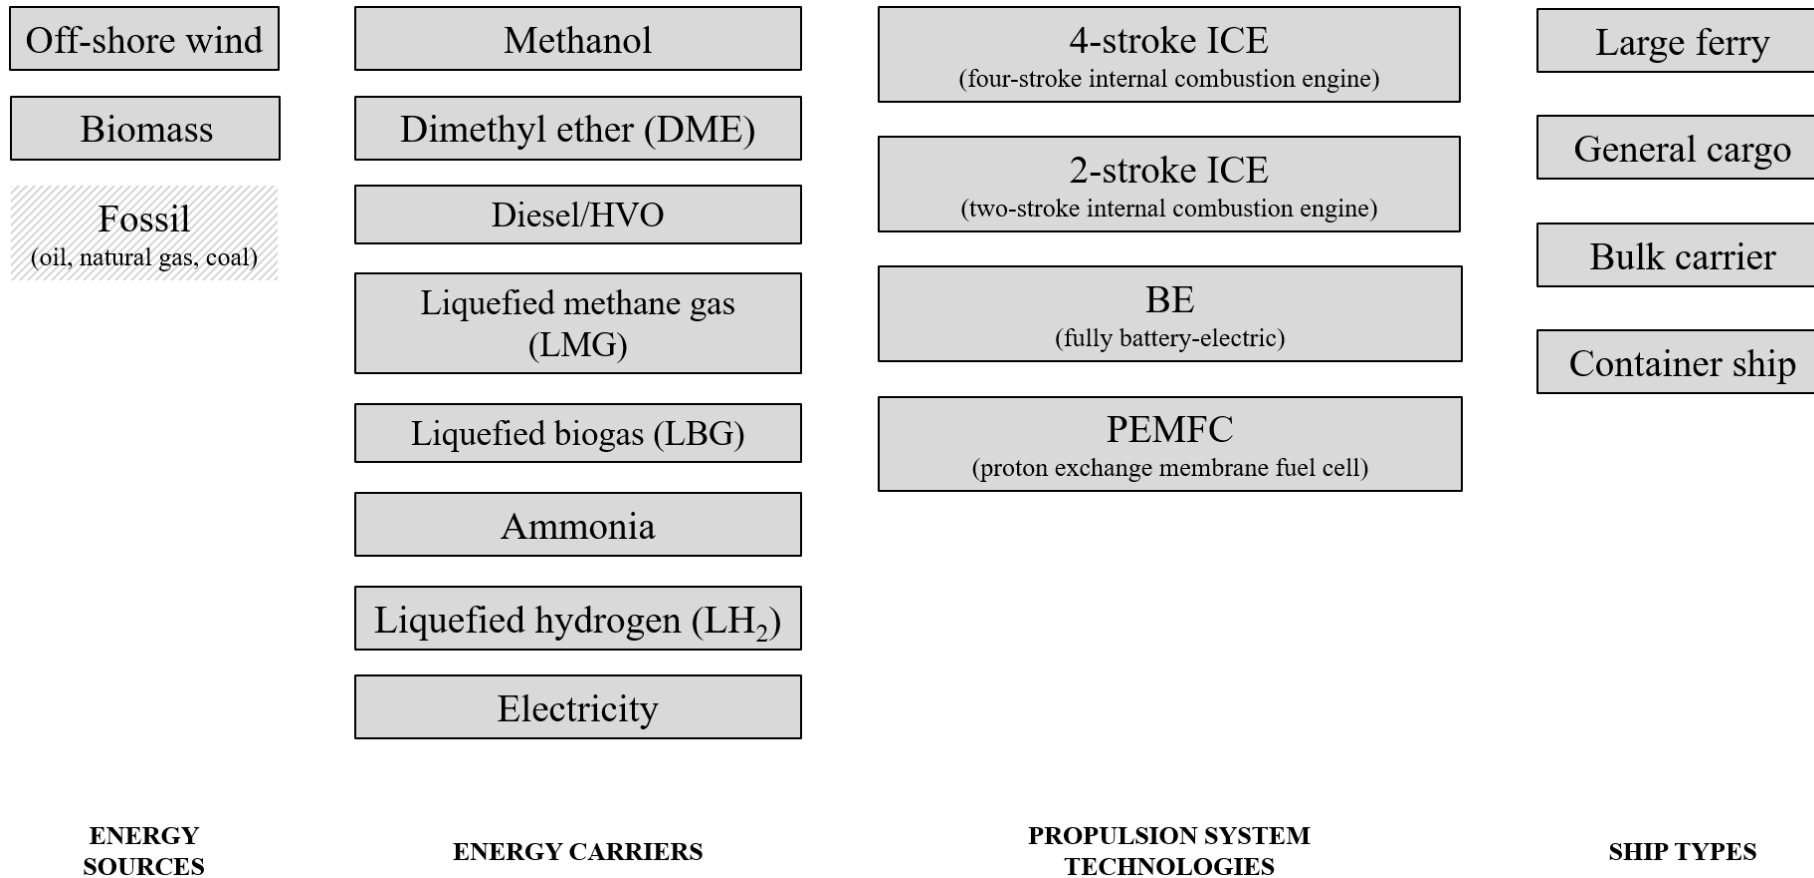 Off-shore wind
Biomass
Fossil
(oil, natural gas, coal)
ENERGY
SOURCES
Methanol
Dimethyl ether (DME)
Diesel/HVO
Liquefied methane gas
(LMG)
Liquefied biogas (LBG)
Ammonia
Liquefied hydrogen (LH₂)
Electricity
ENERGY CARRIERS
4-stroke ICE
(four-stroke internal combustion engine)
2-stroke ICE
(two-stroke internal combustion engine)
BE
(fully battery-electric)
PEMFC
(proton exchange membrane fuel cell)
PROPULSION SYSTEM
TECHNOLOGIES
Large ferry
General cargo
Bulk carrier
Container ship
SHIP TYPES